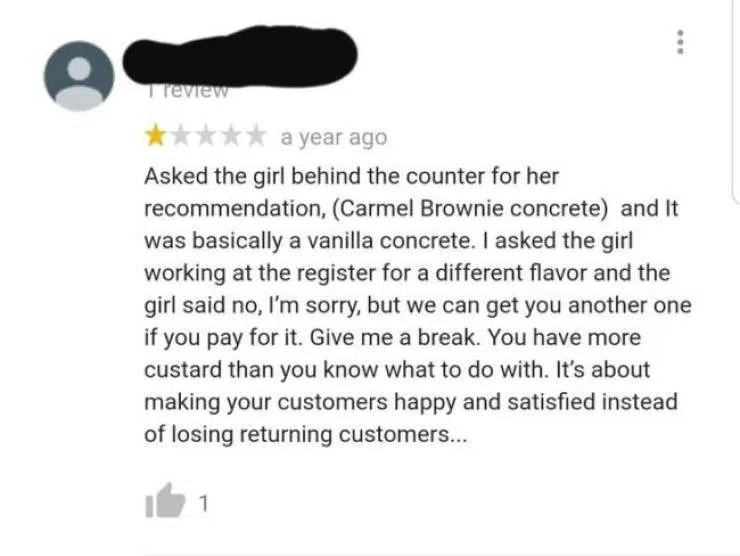 1 review
a year ago
Asked the girl behind the counter for her
recommendation, (Carmel Brownie concrete)  and It
was basically a vanilla concrete. I asked the girl
working at the register for a different flavor and the
girl said no, I'm sorry, but we can get you another one
if you pay for it. Give me a break. You have more
custard than you know what to do with. It's about
making your customers happy and satisfied instead
of losing returning customers...
1